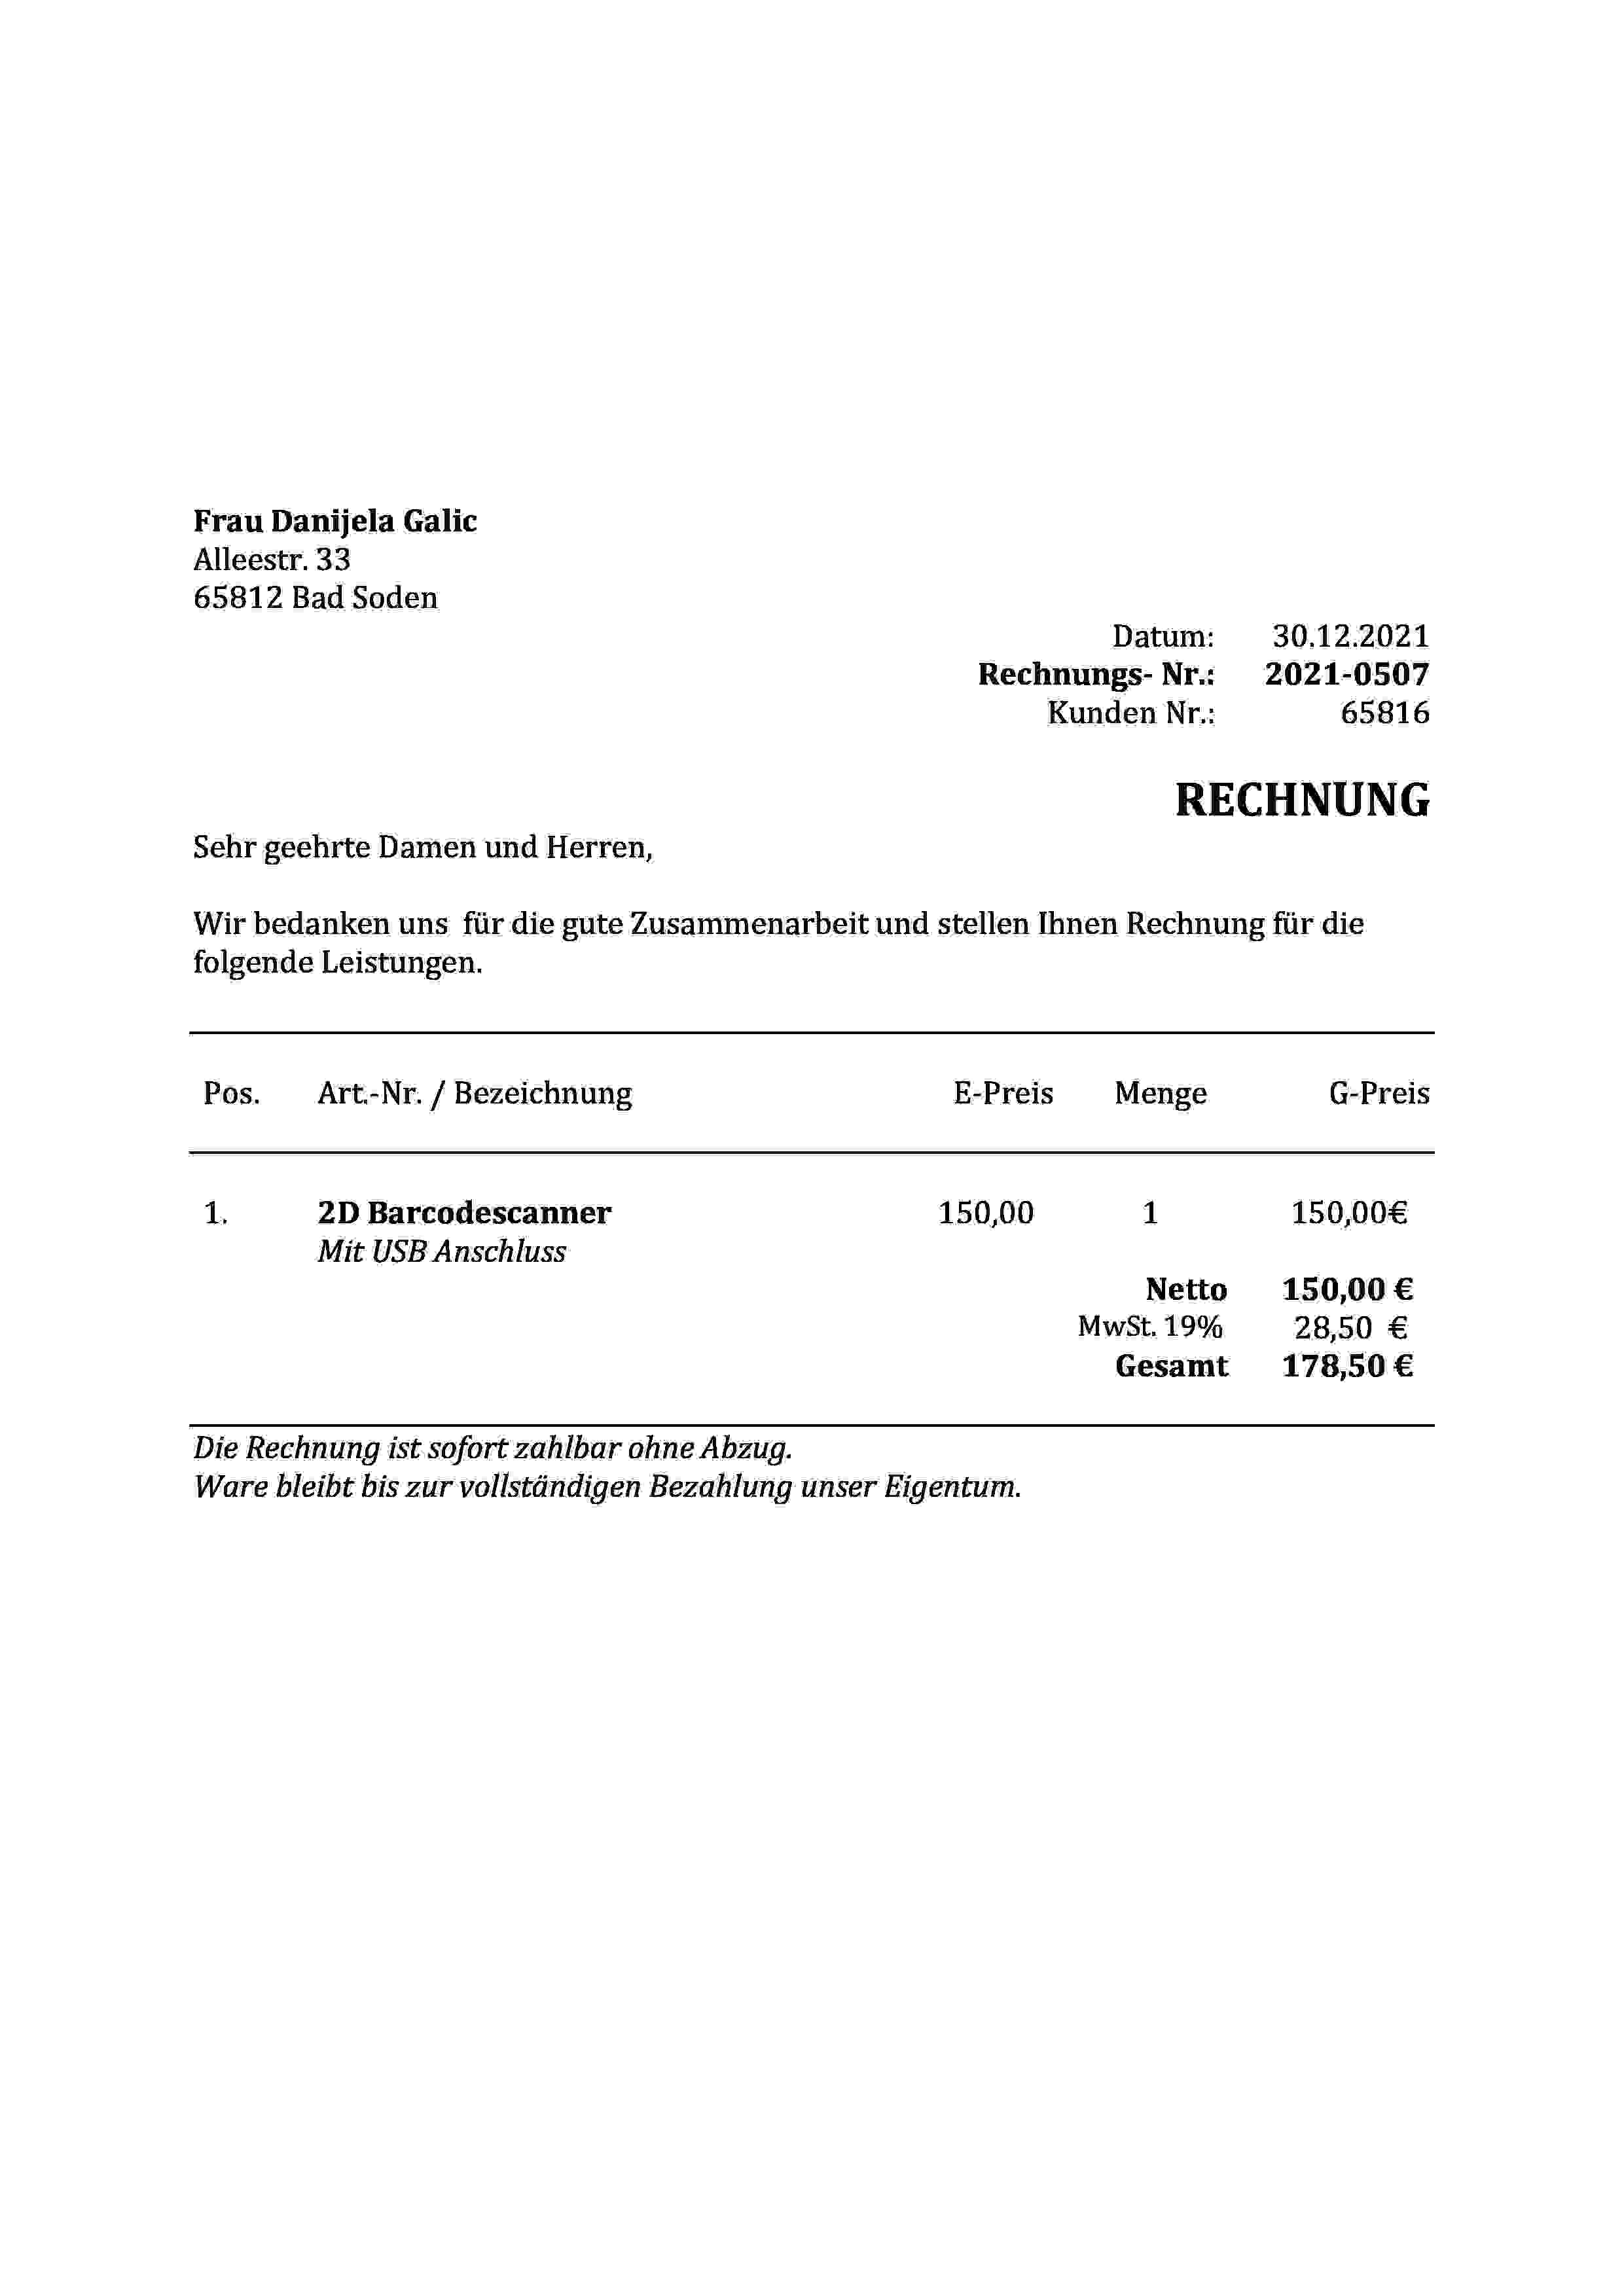 Frau Danijela Galic
Alleestr. 33
65812 Bad Soden
Datum: 30.12.2021
Rechnungs- Nr.: 2021-0507
Kunden Nr.: 65816
RECHNUNG
Sehr geehrte Damen und Herren,
Wir bedanken uns für die gute Zusammenarbeit und stellen Ihnen Rechnung für die
folgende Leistungen.
Pos. Art.-Nr. / Bezeichnung E-Preis Menge G-Preis
1. 2D Barcodescanner 150,00 1 150,00€
Mit USB Anschluss
Netto 150,00 €
MwSt. 19% 28,50 €
Gesamt 178,50 €
Die Rechnung ist sofort zahlbar ohne Abzug.
Ware bleibt bis zur vollständigen Bezahlung unser Eigentum.